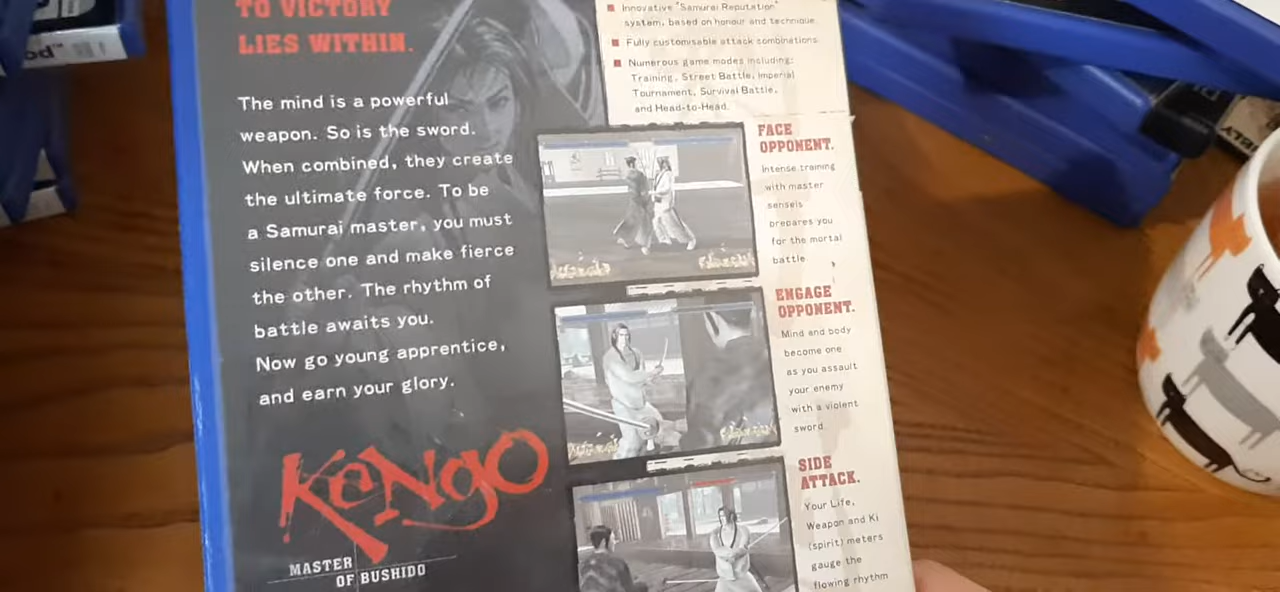 TO VICTORY
LIES WITHIN.
The mind is a powerful
weapon. So is the sword.
When combined, they create
the ultimate force. To be
a Samurai master, you must
silence one and make fierce
the other. The rhythm of
battle awaits you.
Now go young apprentice,
and earn your glory.
Kengo
MASTER
OF BUSHIDO
Innovative "Samurai Reputation"
system, based on honour and technique.
Fully customisable attack combinations.
Numerous game modes including:
Training, Street Battle, Imperial
Tournament, Survival Battle,
and Head-to-Head.
FACE
OPPONENT.
Intense training
with master
senseis
prepares you
for the mortal
battle.
ENGAGE
OPPONENT.
Mind and body
become one
as you assault
your enemy
with a violent
sword.
SIDE
ATTACK.
Your Life,
Weapon and Ki
(spirit) meters
gauge the
flowing rhythm
od™